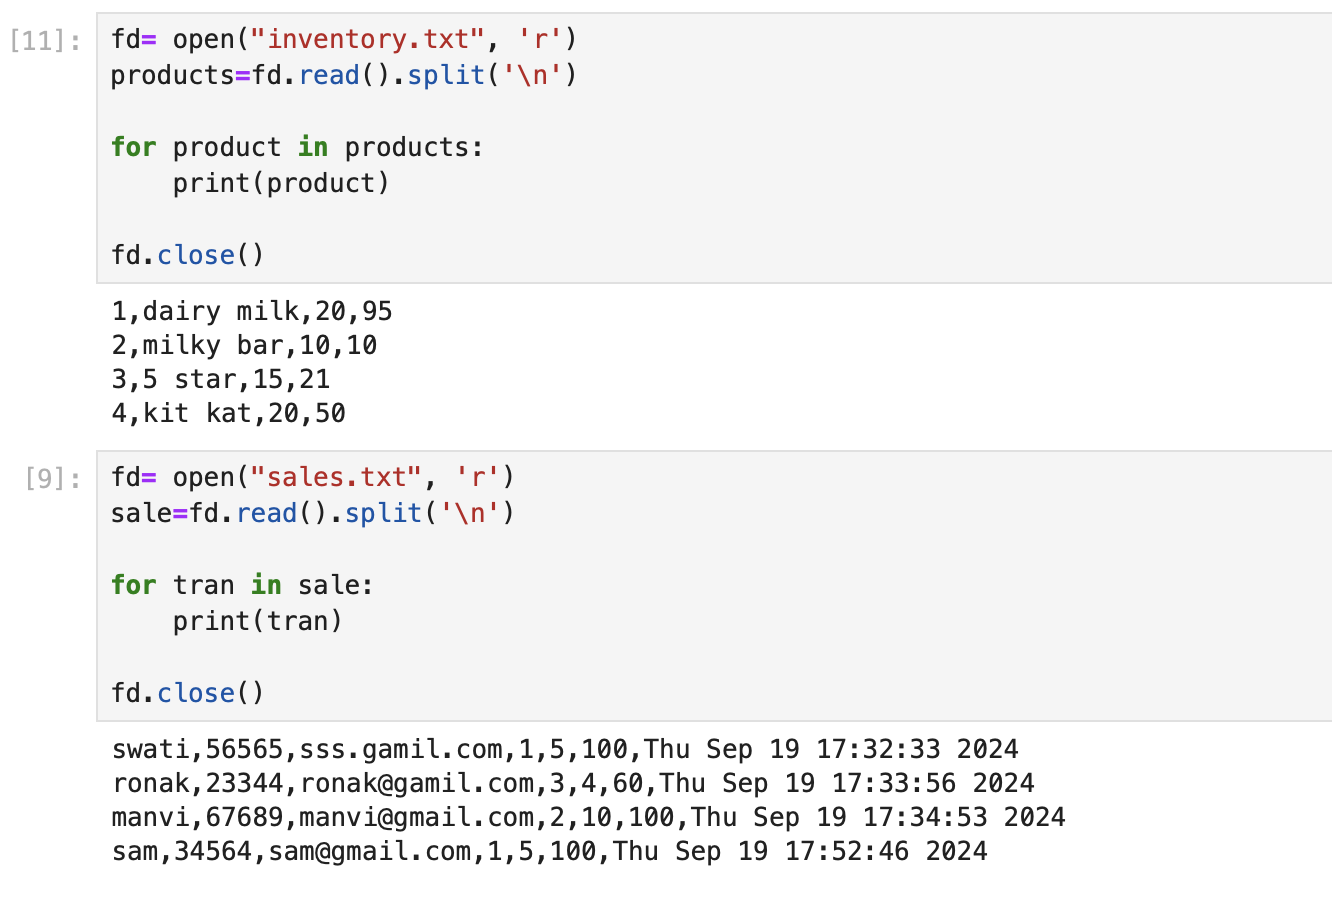 [11]:
fd= open("inventory.txt", 'r')
products=fd.read().split('\n')
for product in products:
    print(product)
fd.close()
1,dairy milk,20,95
2,milky bar,10,10
3,5 star,15,21
4,kit kat,20,50
[9]:
fd= open("sales.txt", 'r')
sale=fd.read().split('\n')
for tran in sale:
    print(tran)
fd.close()
swati,56565,sss.gamil.com,1,5,100,Thu Sep 19 17:32:33 2024
ronak,23344,ronak@gamil.com,3,4,60,Thu Sep 19 17:33:56 2024
manvi,67689,manvi@gmail.com,2,10,100,Thu Sep 19 17:34:53 2024
sam,34564,sam@gmail.com,1,5,100,Thu Sep 19 17:52:46 2024